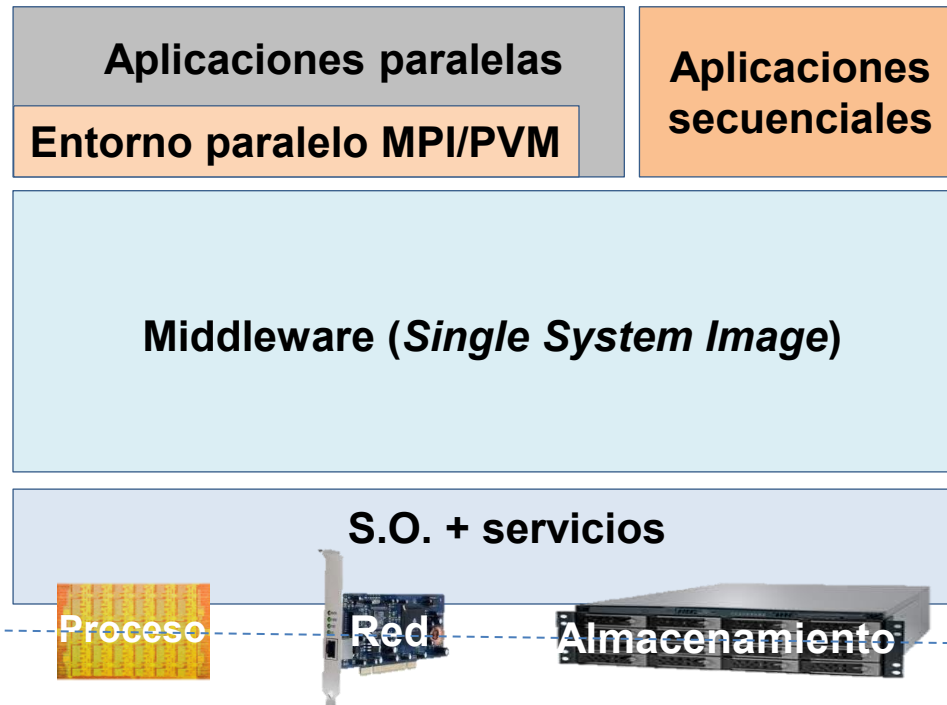 Aplicaciones paralelas
Aplicaciones
secuenciales
Entorno paralelo MPI/PVM
Middleware (Single System Image)
S.O. + servicios
Proceso
Red
Almacenamiento